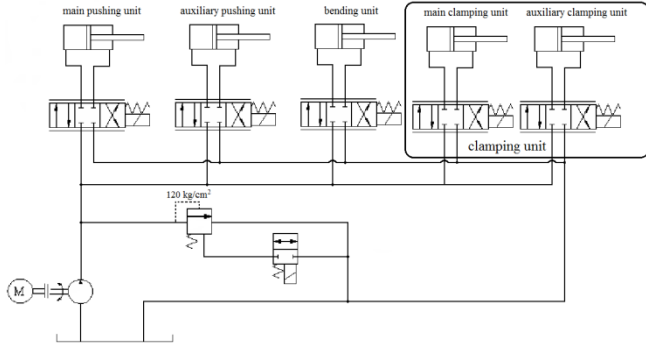 main pushing unit
auxiliary pushing unit
bending unit
main clamping unit
auxiliary clamping unit
clamping unit
120 kg/cm²
M